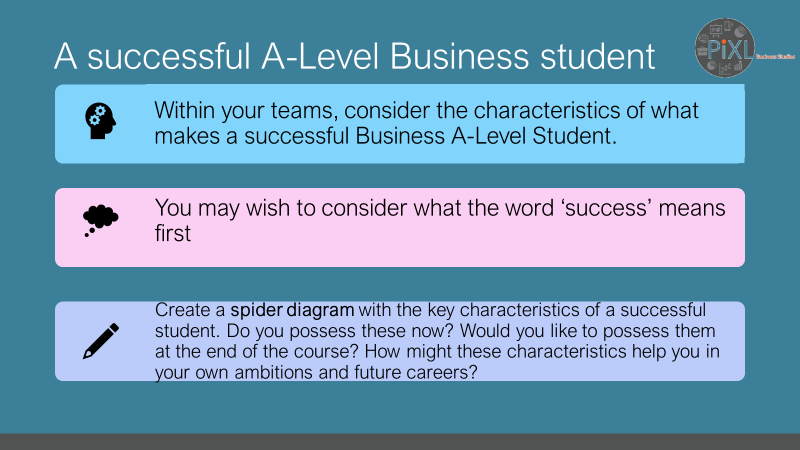 A successful A-Level Business student
PiXL
Business Studies
Within your teams, consider the characteristics of what
makes a successful Business A-Level Student.
You may wish to consider what the word ‘success’ means
first
Create a spider diagram with the key characteristics of a successful
student. Do you possess these now? Would you like to possess them
at the end of the course? How might these characteristics help you in
your own ambitions and future careers?